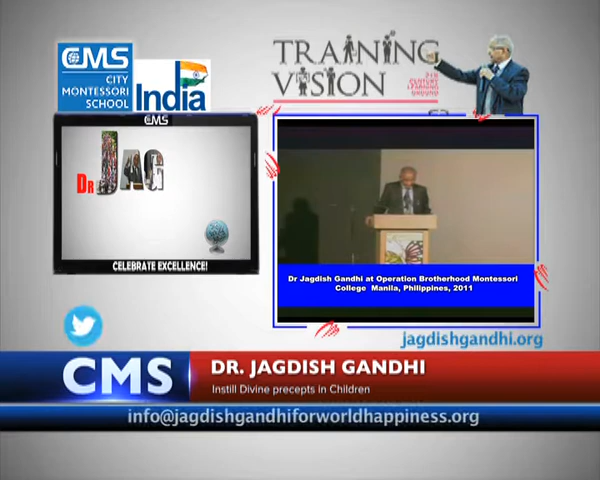 CMS
CITY
MONTESSORI
SCHOOL
India
TRAINING
VISION
CMS
DR JAG
CELEBRATE EXCELLENCE!
Dr Jagdish Gandhi at Operation Brotherhood Montessori
College Manila, Philippines, 2011
jagdishgandhi.org
CMS
DR. JAGDISH GANDHI
Instill Divine precepts in Children
info@jagdishgandhiforworldhappiness.org